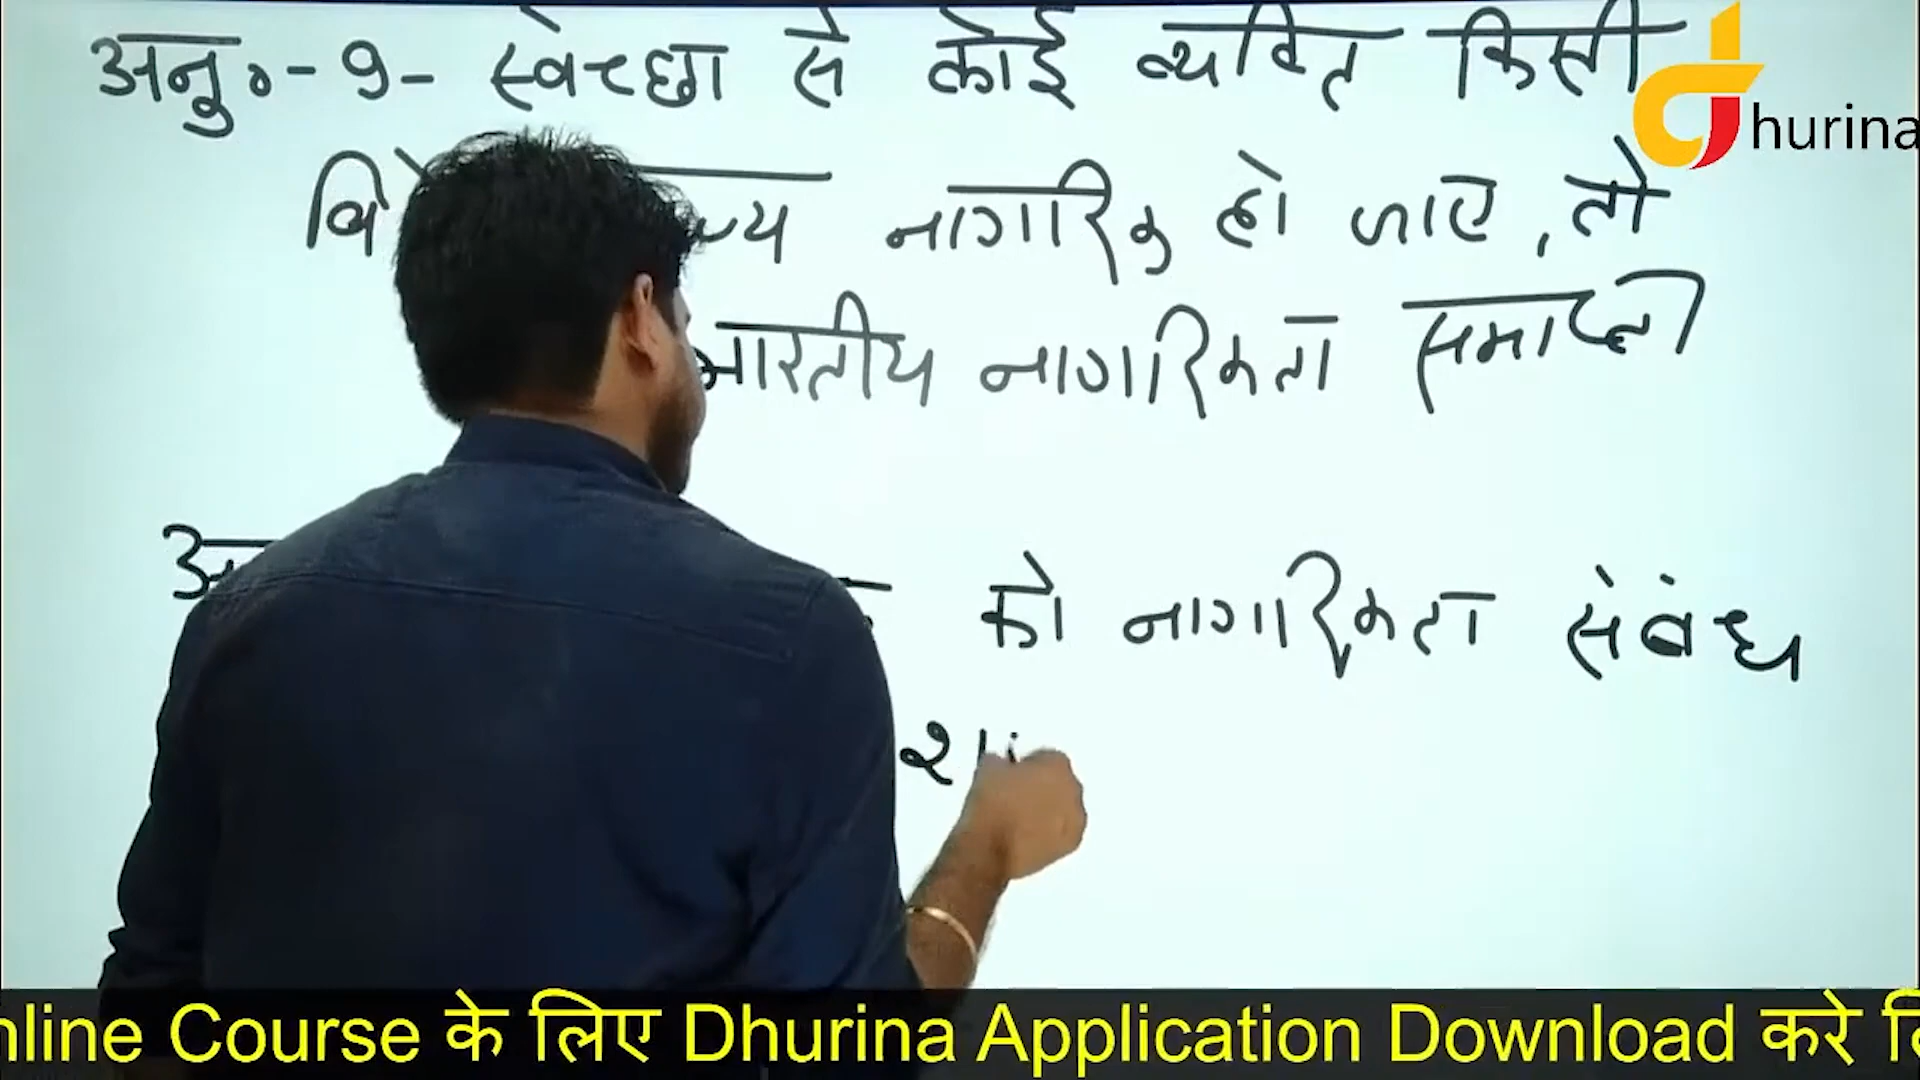 अनु०-9- स्वेच्छा से कोई व्यक्ति किसी
नागरिक हो जाए, तो
भारतीय नागरिकता समाप्त
को नागरिकता संबंध
Dhurina
nline Course के लिए Dhurina Application Download करे